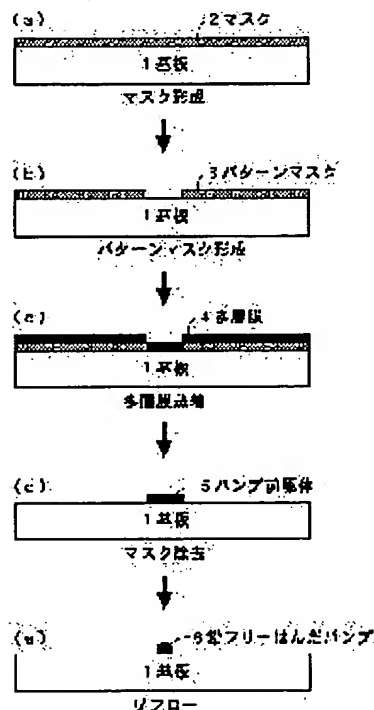 (a)
2マスク
1基板
マスク形成
(b)
3パターンマスク
1基板
パターンマスク形成
(c)
4多層膜
1基板
多層膜蒸着
(d)
5バンプ前駆体
1基板
マスク除去
(e)
6鉛フリーはんだバンプ
1基板
リフロー